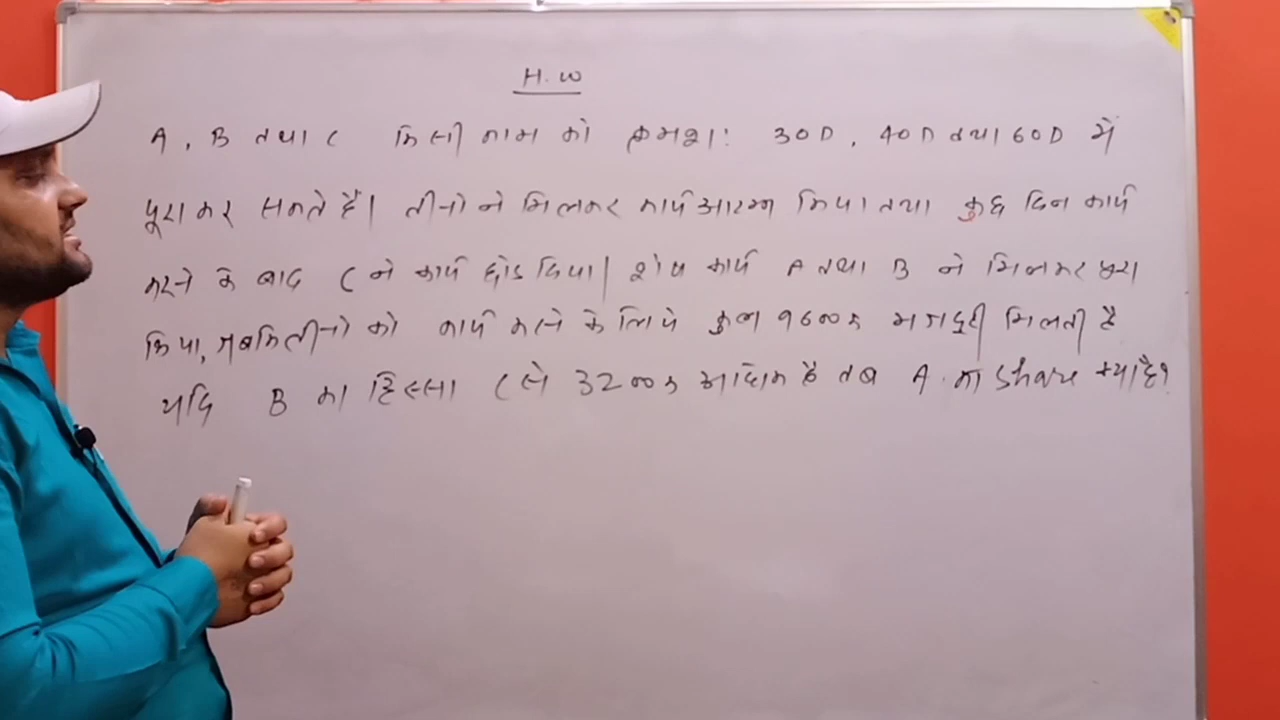 H.W
A, B तथा C किसी काम को क्रमशः 30D, 40D तथा 60D में
पूरा कर सकते हैं। तीनो ने मिलकर कार्य आरम्भ किया तथा कुछ दिन कार्य
करने के बाद C ने कार्य छोड दिया। शेष कार्य A तथा B ने मिलकर पूरा
किया, जबकि तीनो को कार्य करने के लिये कुल 9600रु मजदूरी मिलती है
यदि B का हिस्सा C से 3200रु अधिक है तब A का Share क्या है?